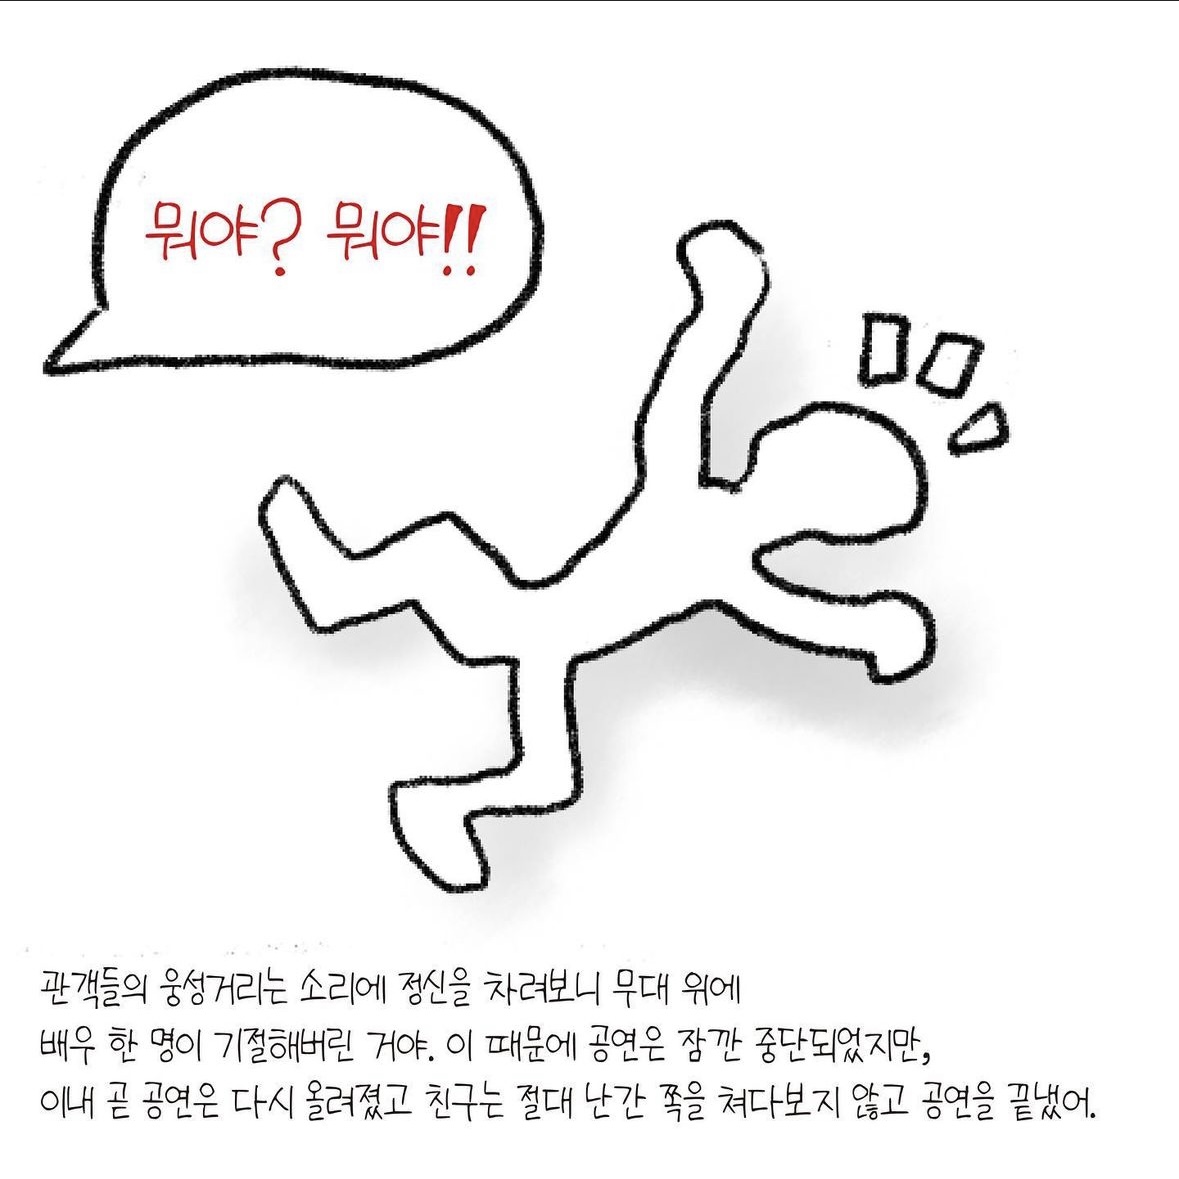 뭐야? 뭐야!!
관객들의 웅성거리는 소리에 정신을 차려보니 무대 위에
배우 한 명이 기절해버린 거야. 이 때문에 공연은 잠깐 중단되었지만,
이내 곧 공연은 다시 올려졌고 친구는 절대 난간 쪽을 쳐다보지 않고 공연을 끝냈어.